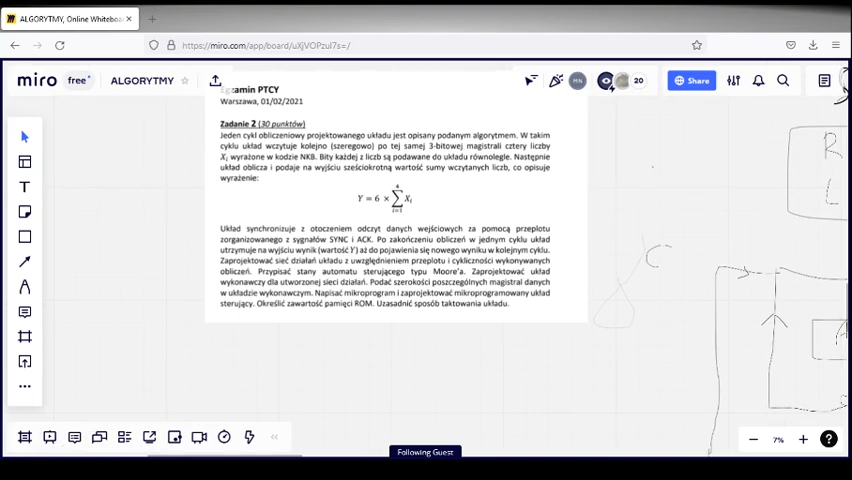 ALGORYTMY, Online Whiteboa
https://miro.com/app/board/uXjVOPzuI7s=/
miro free ALGORYTMY MN 20 Share
Egzamin PTCY
Warszawa, 01/02/2021
Zadanie 2 (30 punktów)
Jeden cykl obliczeniowy projektowanego układu jest opisany podanym algorytmem. W takim
cyklu układ wczytuje kolejno (szeregowo) po tej samej 3-bitowej magistrali cztery liczby
Xi wyrażone w kodzie NKB. Bity każdej z liczb są podawane do układu równolegle. Następnie
układ oblicza i podaje na wyjściu sześciokrotną wartość sumy wczytanych liczb, co opisuje
wyrażenie:
Y = 6 × ∑_{i=1}^{4} X_i
Układ synchronizuje z otoczeniem odczyt danych wejściowych za pomocą przeplotu
zorganizowanego z sygnałów SYNC i ACK. Po zakończeniu obliczeń w jednym cyklu układ
utrzymuje na wyjściu wynik (wartość Y) aż do pojawienia się nowego wyniku w kolejnym cyklu.
Zaprojektować sieć działań układu z uwzględnieniem przeplotu i cykliczności wykonywanych
obliczeń. Przypisać stany automatu sterującego typu Moore'a. Zaprojektować układ
wykonawczy dla utworzonej sieci działań. Podać szerokości poszczególnych magistral danych
w układzie wykonawczym. Napisać mikroprogram i zaprojektować mikroprogramowany układ
sterujący. Określić zawartość pamięci ROM. Uzasadnić sposób taktowania układu.
R
L
Following Guest
7%